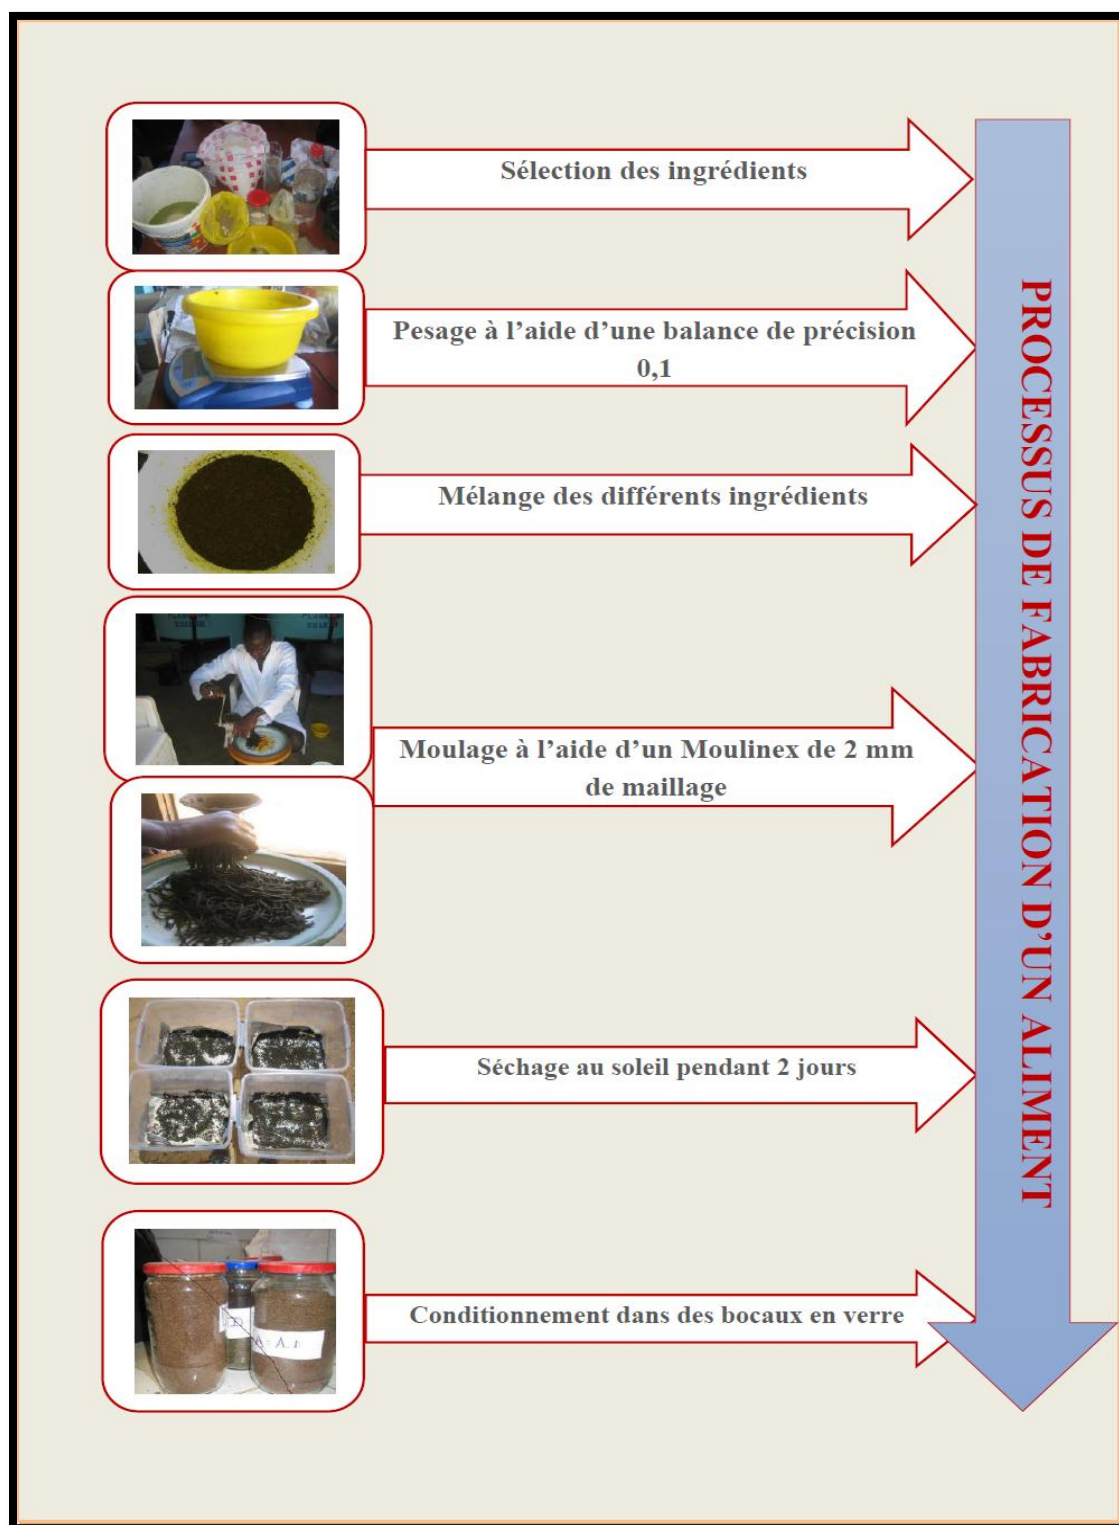 Sélection des ingrédients
Pesage à l'aide d'une balance de précision
0,1
Mélange des différents ingrédients
Moulage à l'aide d'un Moulinex de 2 mm
de maillage
Séchage au soleil pendant 2 jours
Conditionnement dans des bocaux en verre
PROCESSUS DE FABRICATION D'UN ALIMENT